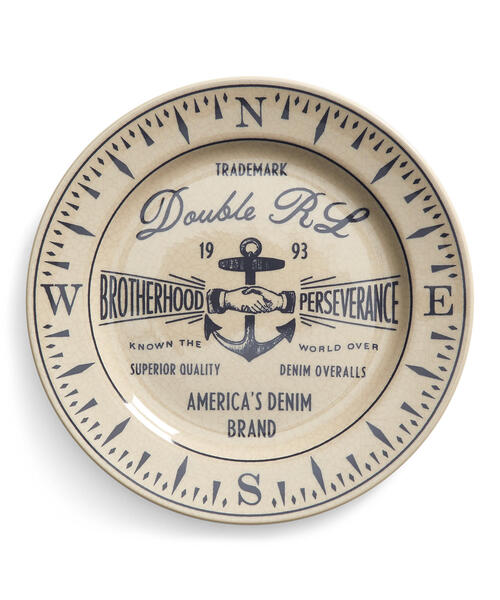 N
TRADEMARK
Double RL
19 93
W BROTHERHOOD PERSEVERANCE E
KNOWN THE WORLD OVER
SUPERIOR QUALITY DENIM OVERALLS
AMERICA'S DENIM
BRAND
S